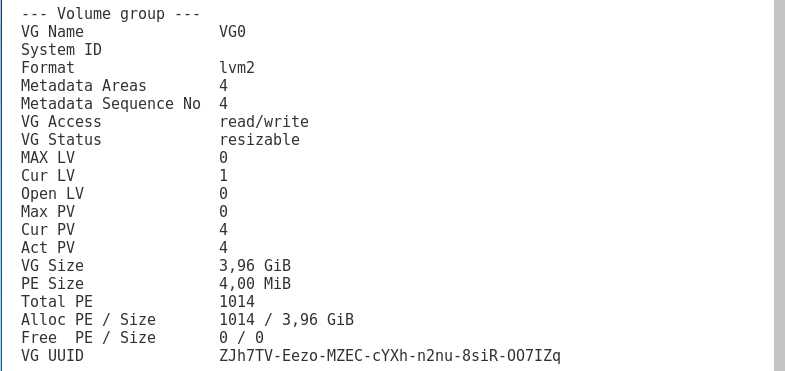 --- Volume group ---
VG Name               VG0
System ID
Format                lvm2
Metadata Areas        4
Metadata Sequence No  4
VG Access             read/write
VG Status             resizable
MAX LV                0
Cur LV                1
Open LV               0
Max PV                0
Cur PV                4
Act PV                4
VG Size               3,96 GiB
PE Size               4,00 MiB
Total PE              1014
Alloc PE / Size       1014 / 3,96 GiB
Free  PE / Size       0 / 0
VG UUID               ZJh7TV-Eezo-MZEC-cYXh-n2nu-8siR-OO7IZq